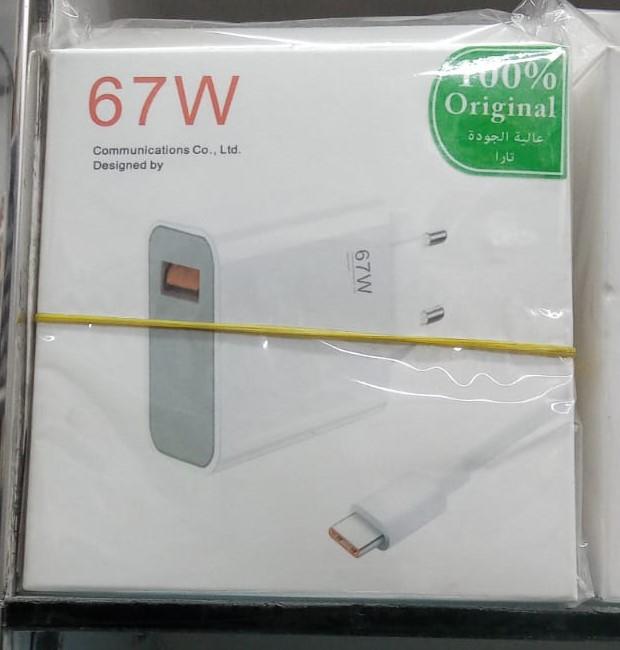 67W
Communications Co., Ltd.
Designed by
100%
Original
عالية الجودة
تارا
67W